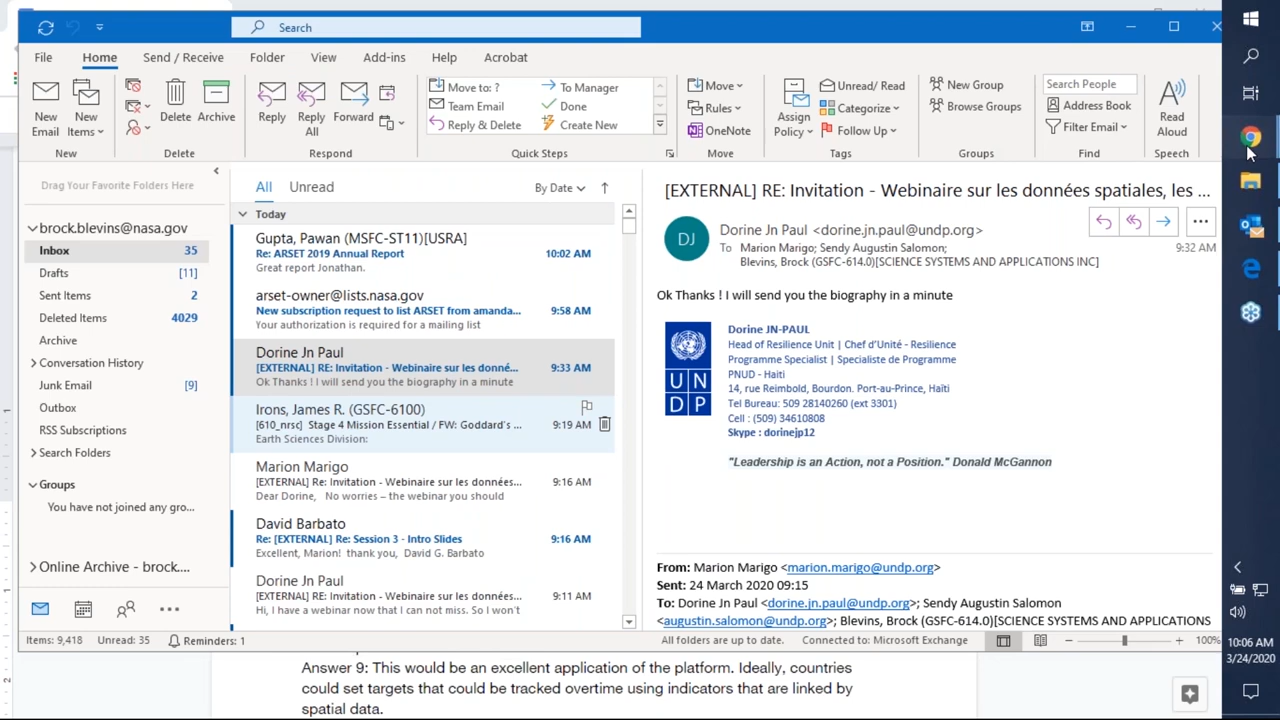 Search
File Home Send / Receive Folder View Add-ins Help Acrobat
New Email
New Items
Delete
Archive
Reply
Reply All
Forward
Move to: ?
Team Email
Reply & Delete
To Manager
Done
Create New
Move
Rules
OneNote
Assign Policy
Unread/ Read
Categorize
Follow Up
New Group
Browse Groups
Search People
Address Book
Filter Email
Read Aloud
New Delete Respond Quick Steps Move Tags Groups Find Speech
Drag Your Favorite Folders Here
brock.blevins@nasa.gov
Inbox 35
Drafts [11]
Sent Items 2
Deleted Items 4029
Archive
Conversation History
Junk Email [9]
Outbox
RSS Subscriptions
Search Folders
Groups
You have not joined any gro...
Online Archive - brock....
All Unread By Date
Today
Gupta, Pawan (MSFC-ST11)[USRA]
Re: ARSET 2019 Annual Report 10:02 AM
Great report Jonathan.
arset-owner@lists.nasa.gov
New subscription request to list ARSET from amanda... 9:58 AM
Your authorization is required for a mailing list
Dorine Jn Paul
[EXTERNAL] RE: Invitation - Webinaire sur les donné... 9:33 AM
Ok Thanks ! I will send you the biography in a minute
Irons, James R. (GSFC-6100)
[610_nrsc] Stage 4 Mission Essential / FW: Goddard's ... 9:19 AM
Earth Sciences Division:
Marion Marigo
[EXTERNAL] Re: Invitation - Webinaire sur les données... 9:16 AM
Dear Dorine, No worries – the webinar you should
David Barbato
Re: [EXTERNAL] Re: Session 3 - Intro Slides 9:16 AM
Excellent, Marion! thank you, David G. Barbato
Dorine Jn Paul
[EXTERNAL] RE: Invitation - Webinaire sur les données... 9:11 AM
Hi, I have a webinar now that I can not miss. So I won't
[EXTERNAL] RE: Invitation - Webinaire sur les données spatiales, les ...
DJ
Dorine Jn Paul <dorine.jn.paul@undp.org>
To Marion Marigo; Sendy Augustin Salomon;
Blevins, Brock (GSFC-614.0)[SCIENCE SYSTEMS AND APPLICATIONS INC]
9:32 AM
Ok Thanks ! I will send you the biography in a minute
U N
D P
Dorine JN-PAUL
Head of Resilience Unit | Chef d'Unité - Resilience
Programme Specialist | Specialiste de Programme
PNUD - Haiti
14, rue Reimbold, Bourdon. Port-au-Prince, Haïti
Tel Bureau: 509 28140260 (ext 3301)
Cell : (509) 34610808
Skype : dorinejp12
"Leadership is an Action, not a Position." Donald McGannon
From: Marion Marigo <marion.marigo@undp.org>
Sent: 24 March 2020 09:15
To: Dorine Jn Paul <dorine.jn.paul@undp.org>; Sendy Augustin Salomon
<augustin.salomon@undp.org>; Blevins, Brock (GSFC-614.0)[SCIENCE SYSTEMS AND APPLICATIONS
Items: 9,418 Unread: 35 Reminders: 1 All folders are up to date. Connected to: Microsoft Exchange 100%
10:06 AM
3/24/2020
Answer 9: This would be an excellent application of the platform. Ideally, countries
could set targets that could be tracked overtime using indicators that are linked by
spatial data.